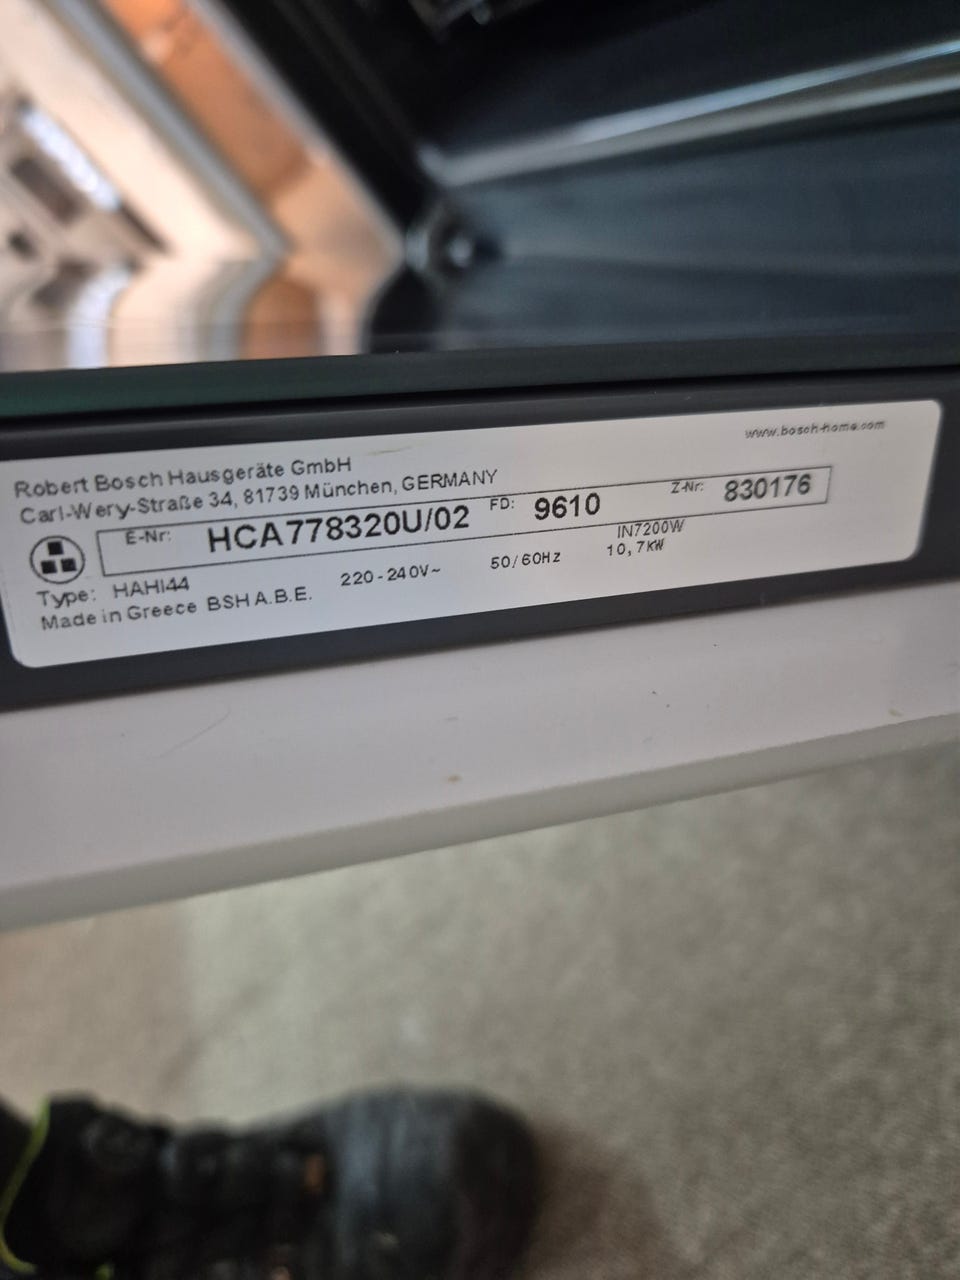 www.bosch-home.com
Robert Bosch Hausgeräte GmbH
Carl-Wery-Straße 34, 81739 München, GERMANY
E-Nr: HCA778320U/02 FD: 9610 Z-Nr: 830176
Type: HAHI44 220-240V~ 50/60Hz IN7200W
10,7KW
Made in Greece BSH A.B.E.